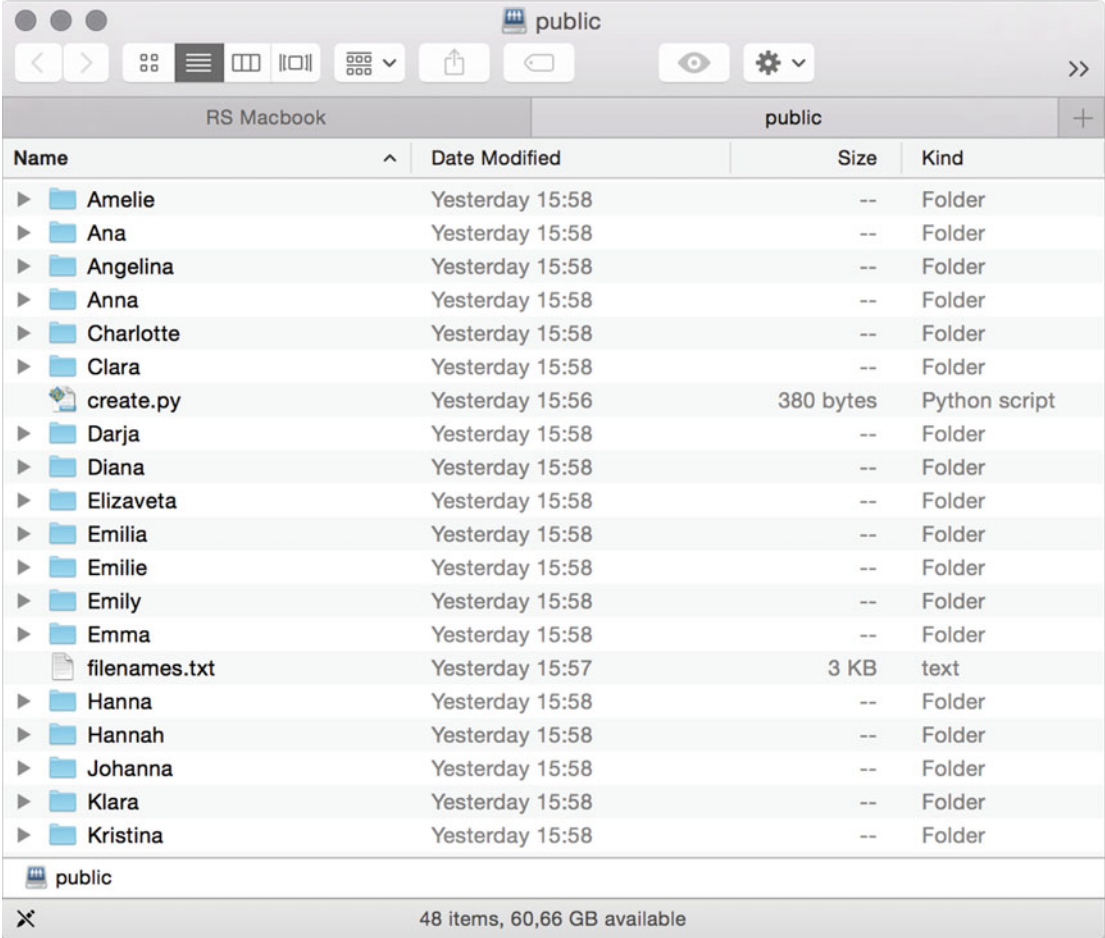 public
RS Macbook public
Name Date Modified Size Kind
Amelie Yesterday 15:58 -- Folder
Ana Yesterday 15:58 -- Folder
Angelina Yesterday 15:58 -- Folder
Anna Yesterday 15:58 -- Folder
Charlotte Yesterday 15:58 -- Folder
Clara Yesterday 15:58 -- Folder
create.py Yesterday 15:56 380 bytes Python script
Darja Yesterday 15:58 -- Folder
Diana Yesterday 15:58 -- Folder
Elizaveta Yesterday 15:58 -- Folder
Emilia Yesterday 15:58 -- Folder
Emilie Yesterday 15:58 -- Folder
Emily Yesterday 15:58 -- Folder
Emma Yesterday 15:58 -- Folder
filenames.txt Yesterday 15:57 3 KB text
Hanna Yesterday 15:58 -- Folder
Hannah Yesterday 15:58 -- Folder
Johanna Yesterday 15:58 -- Folder
Klara Yesterday 15:58 -- Folder
Kristina Yesterday 15:58 -- Folder
public
48 items, 60,66 GB available